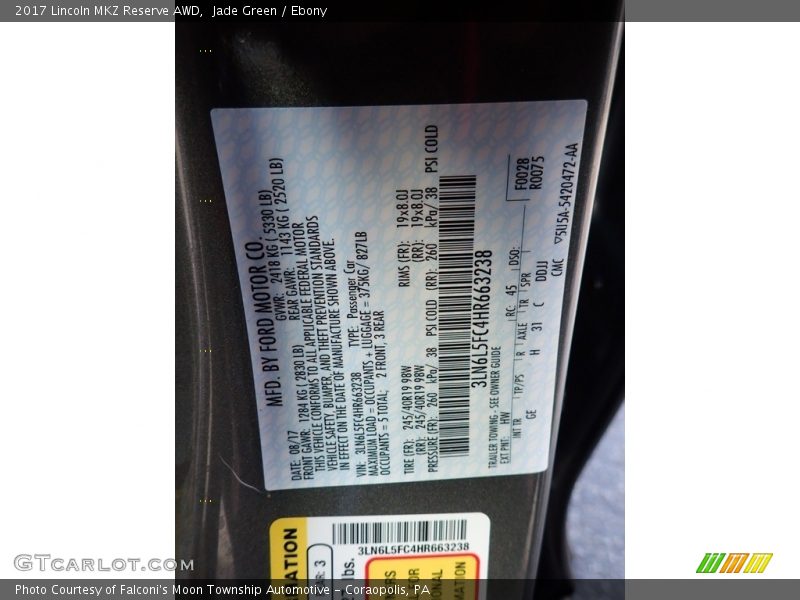 2017 Lincoln MKZ Reserve AWD, Jade Green / Ebony
MFD. BY FORD MOTOR CO.
DATE: 08/17 GVWR: 2418 KG ( 5330 LB)
FRONT GAWR: 1284 KG ( 2830 LB) REAR GAWR: 1143 KG ( 2520 LB)
THIS VEHICLE CONFORMS TO ALL APPLICABLE FEDERAL MOTOR
VEHICLE SAFETY, BUMPER, AND THEFT PREVENTION STANDARDS
IN EFFECT ON THE DATE OF MANUFACTURE SHOWN ABOVE.
VIN: 3LN6L5FC4HR663238 TYPE: Passenger Car
MAXIMUM LOAD = OCCUPANTS + LUGGAGE = 375KG/ 827LB
OCCUPANTS = 5 TOTAL; 2 FRONT, 3 REAR
TIRE (FR): 245/40R19 98W RIMS (FR): 19x8.0J
(RR): 245/40R19 98W (RR): 19x8.0J
PRESSURE (FR): 260 kPa/ 38 PSI COLD (RR): 260 kPa/ 38 PSI COLD
3LN6L5FC4HR663238
TRAILER TOWING - SEE OWNER GUIDE
F0028
R0075
EXT PNT: HW RC: 45 DSO:
INT TR TP/PS R AXLE TR SPR
GE H 31 C DDJJ
CMC 5U5A-5420472-AA
3LN6L5FC4HR663238
R: 3
lbs.
GTCarlot.com
Photo Courtesy of Falconi's Moon Township Automotive - Coraopolis, PA